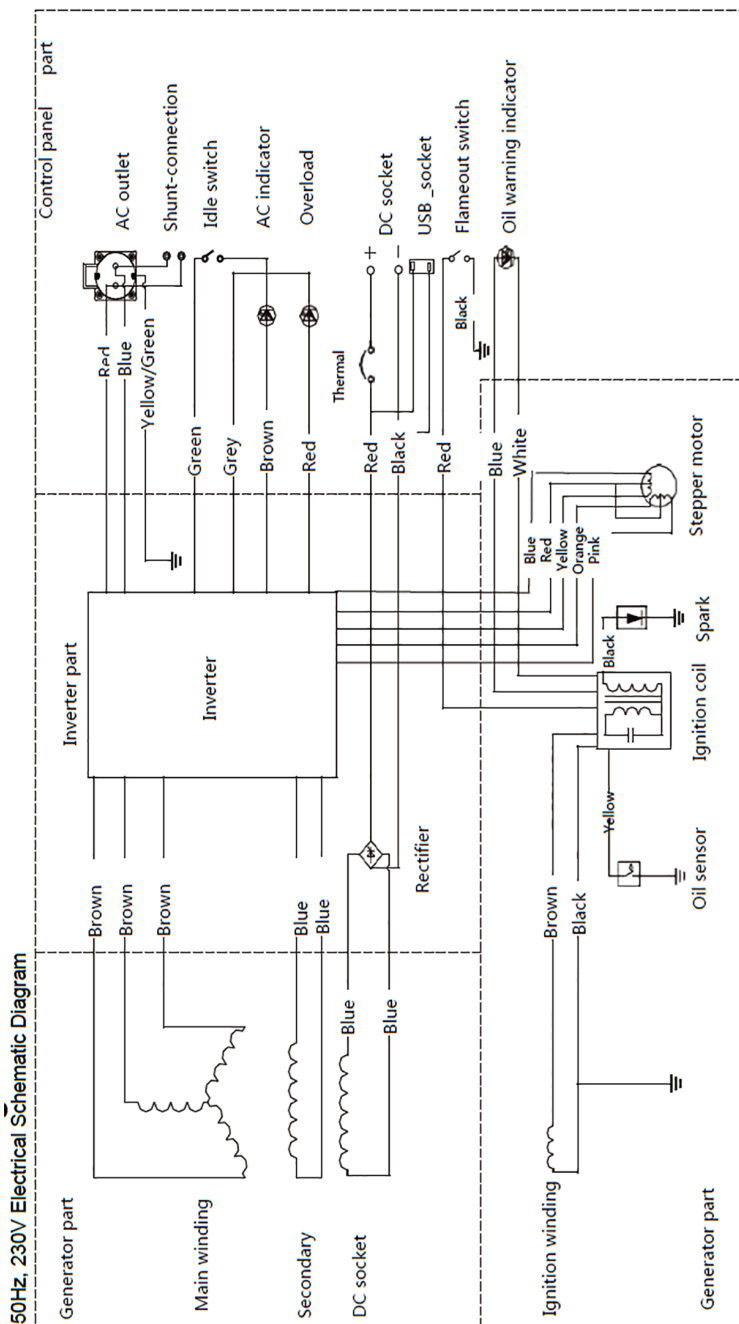 50Hz, 230V Electrical Schematic Diagram
Generator part
Inverter part
Control panel part
Main winding
Secondary
DC socket
Brown
Brown
Brown
Blue
Blue
Blue
Blue
Inverter
Rectifier
Red
Blue
Yellow/Green
Green
Grey
Brown
Red
Red
Black
Red
Blue
White
Thermal
Black
+
−
AC outlet
Shunt-connection
Idle switch
AC indicator
Overload
DC socket
USB _socket
Flameout switch
Oil warning indicator
Ignition winding
Brown
Black
Yellow
Black
Blue
Red
Yellow
Orange
Pink
Oil sensor
Ignition coil
Spark
Stepper motor
Generator part